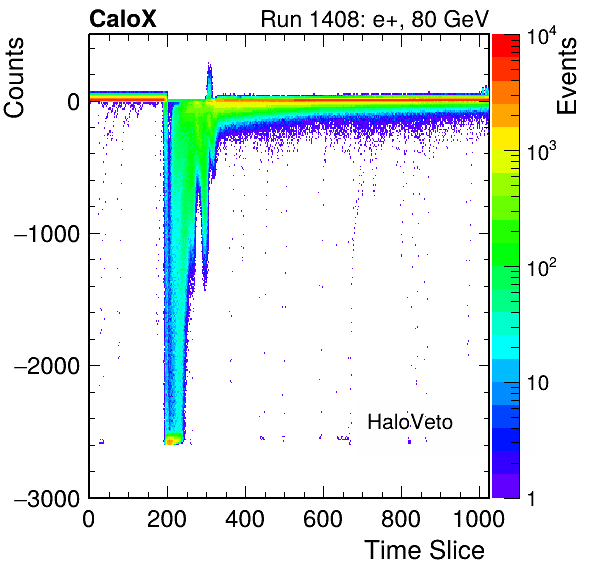 CaloX Run 1408: e+, 80 GeV
Counts
Events
0
−1000
−2000
−3000
0 200 400 600 800 1000
Time Slice
HaloVeto
10⁴
10³
10²
10
1